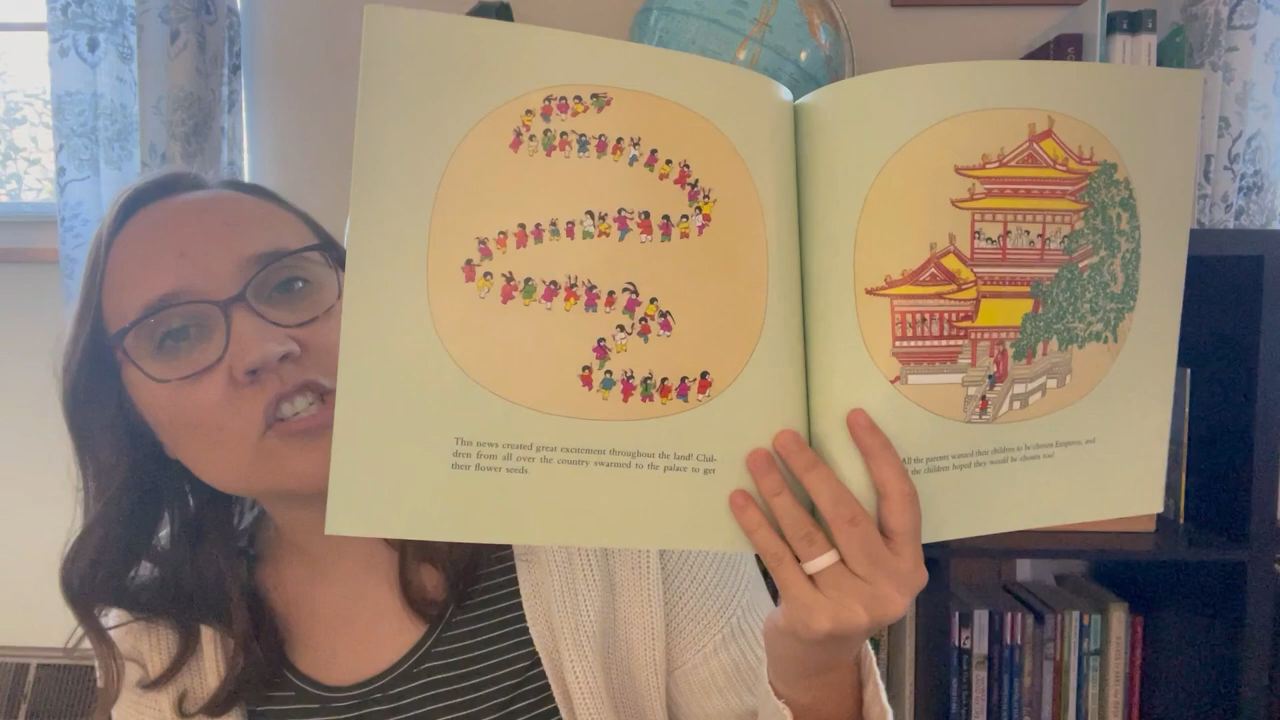 This news created great excitement throughout the land! Chil-
dren from all over the country swarmed to the palace to get
their flower seeds.
All the parents wanted their children to be chosen Emperor, and
the children hoped they would be chosen too!